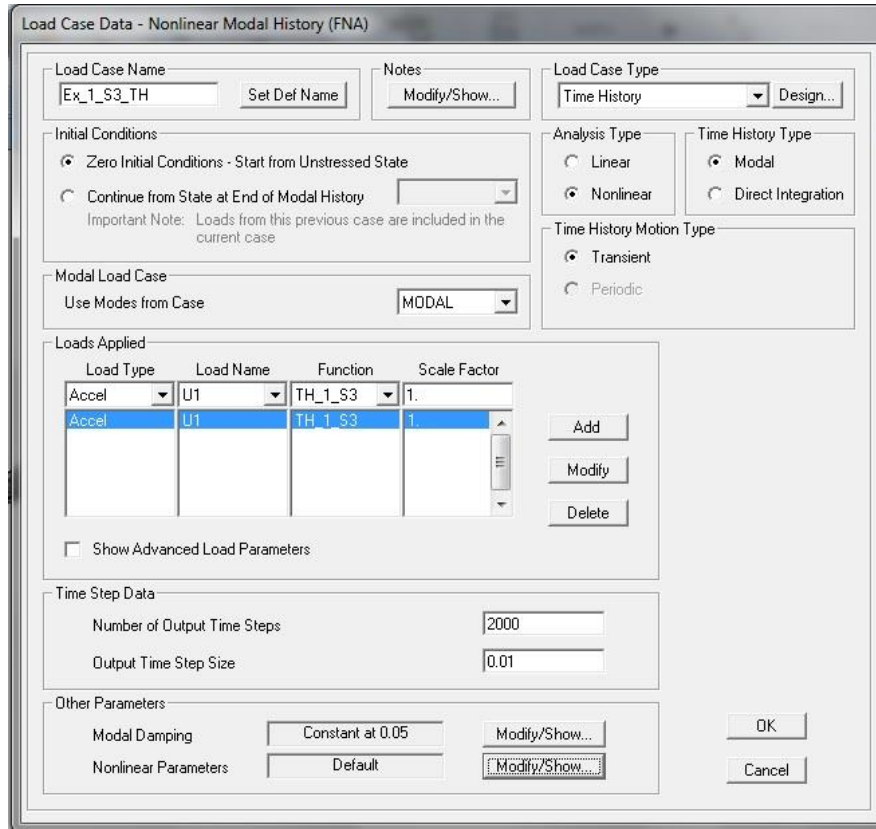 Load Case Data - Nonlinear Modal History (FNA)
Load Case Name
Ex_1_S3_TH
Set Def Name
Notes
Modify/Show...
Load Case Type
Time History
Design...
Initial Conditions
Zero Initial Conditions - Start from Unstressed State
Continue from State at End of Modal History
Important Note: Loads from this previous case are included in the
current case
Analysis Type
Linear
Nonlinear
Time History Type
Modal
Direct Integration
Time History Motion Type
Transient
Periodic
Modal Load Case
Use Modes from Case
MODAL
Loads Applied
Load Type Load Name Function Scale Factor
Accel U1 TH_1_S3 1.
Accel U1 TH_1_S3 1.
Add
Modify
Delete
Show Advanced Load Parameters
Time Step Data
Number of Output Time Steps 2000
Output Time Step Size 0.01
Other Parameters
Modal Damping Constant at 0.05 Modify/Show...
Nonlinear Parameters Default Modify/Show...
OK
Cancel